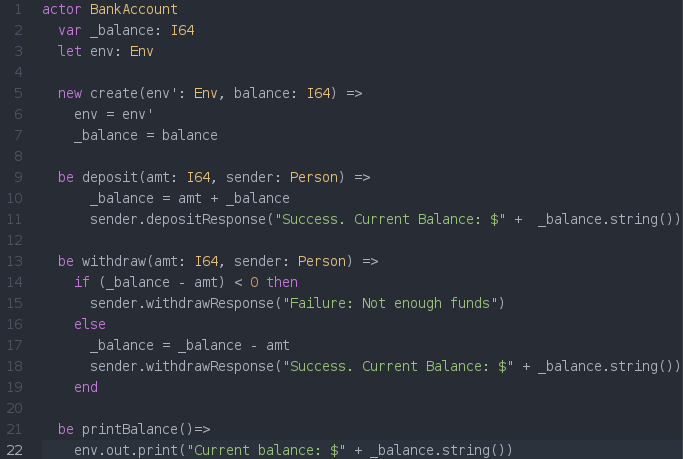 1 actor BankAccount
2   var _balance: I64
3   let env: Env
4
5   new create(env': Env, balance: I64) =>
6     env = env'
7     _balance = balance
8
9   be deposit(amt: I64, sender: Person) =>
10       _balance = amt + _balance
11       sender.depositResponse("Success. Current Balance: $" +  _balance.string())
12
13   be withdraw(amt: I64, sender: Person) =>
14     if (_balance - amt) < 0 then
15       sender.withdrawResponse("Failure: Not enough funds")
16     else
17       _balance = _balance - amt
18       sender.withdrawResponse("Success. Current Balance: $" + _balance.string())
19     end
20
21   be printBalance()=>
22     env.out.print("Current balance: $" + _balance.string())